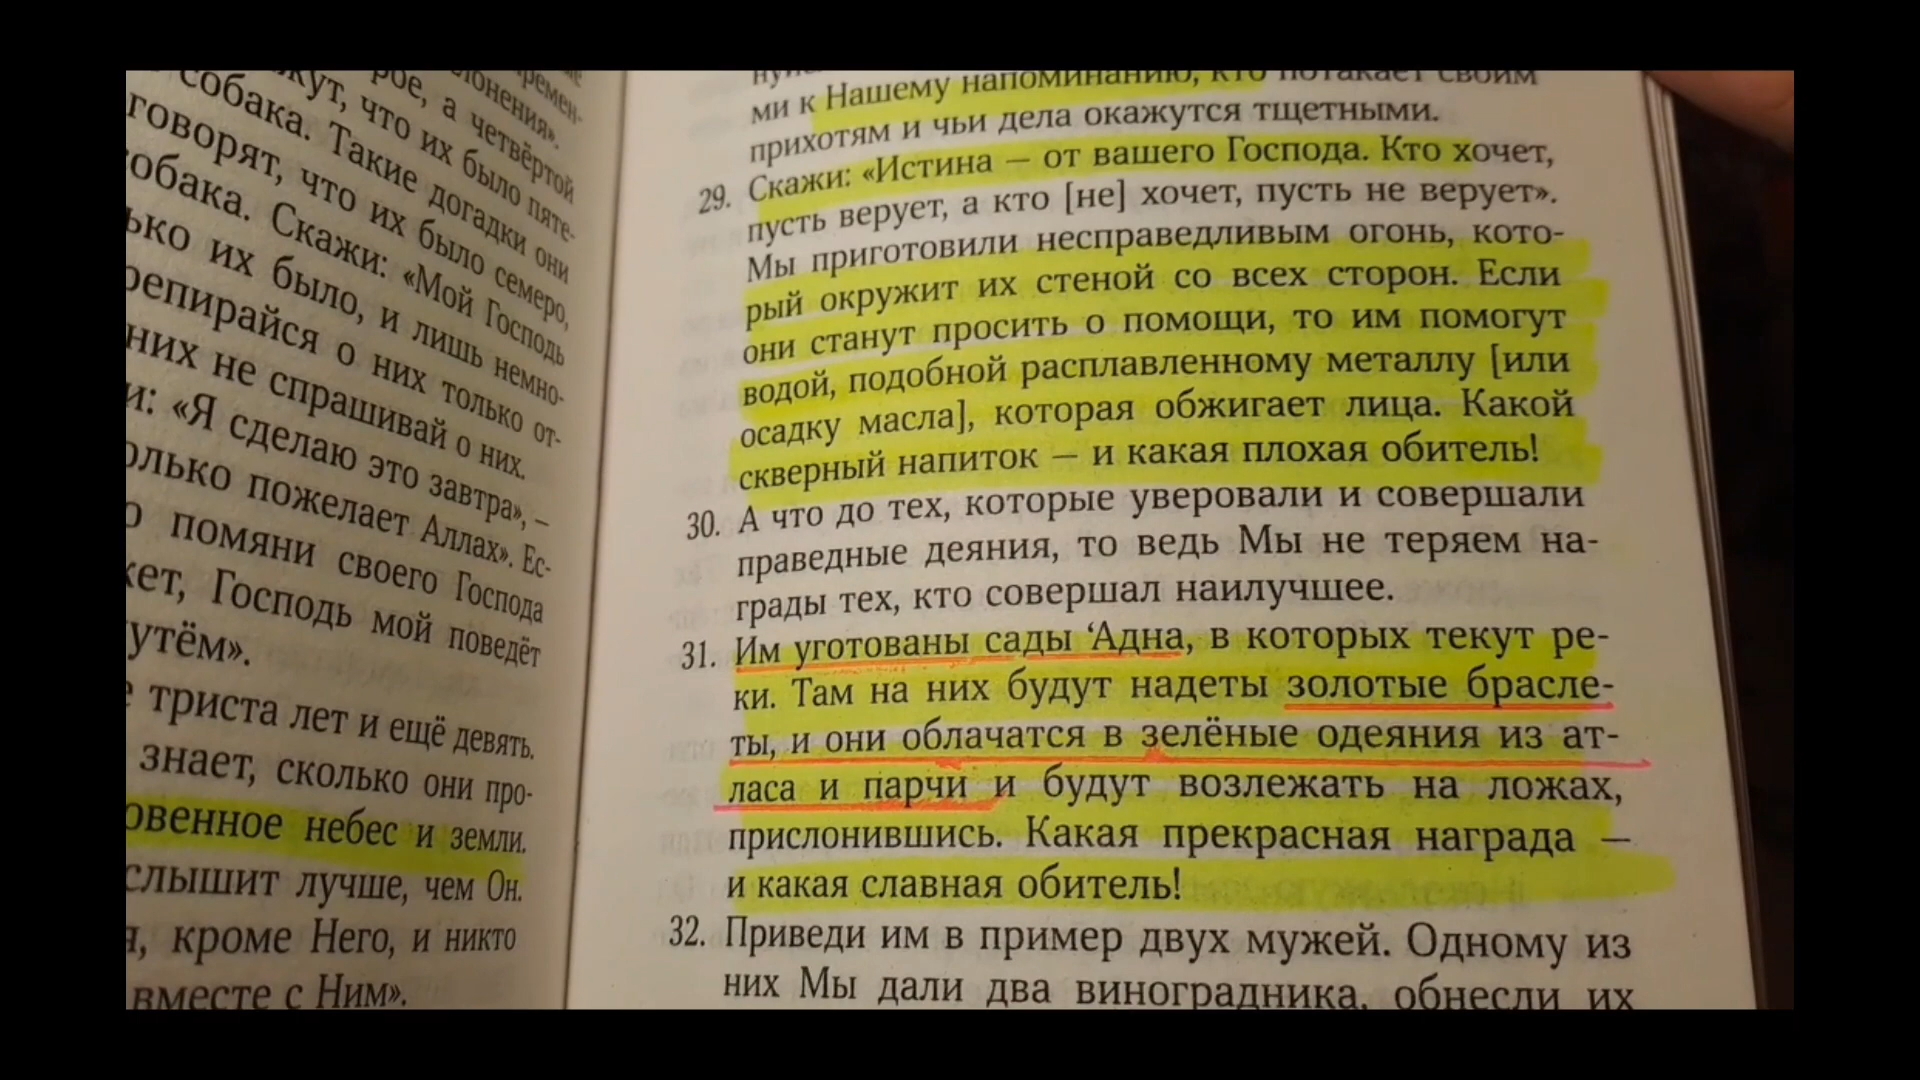 собака. Такие догадки они
говорят, что их было семеро,
собака. Скажи: «Мой Господь
их было, и лишь немно-
о них только от-
них не спрашивай о них.
«Я сделаю это завтра», –
пожелает Аллах». Ес-
помяни своего Господа
Господь мой поведёт
триста лет и ещё девять.
знает, сколько они про-
небес и земли.
слышит лучше, чем Он.
кроме Него, и никто
вместе с Ним».
ми к Нашему напоминанию, кто потакает своим
прихотям и чьи дела окажутся тщетными.
29. Скажи: «Истина — от вашего Господа. Кто хочет,
пусть верует, а кто [не] хочет, пусть не верует».
Мы приготовили несправедливым огонь, кото-
рый окружит их стеной со всех сторон. Если
они станут просить о помощи, то им помогут
водой, подобной расплавленному металлу [или
осадку масла], которая обжигает лица. Какой
скверный напиток — и какая плохая обитель!
30. А что до тех, которые уверовали и совершали
праведные деяния, то ведь Мы не теряем на-
грады тех, кто совершал наилучшее.
31. Им уготованы сады ‘Адна, в которых текут ре-
ки. Там на них будут надеты золотые брасле-
ты, и они облачатся в зелёные одеяния из ат-
ласа и парчи и будут возлежать на ложах,
прислонившись. Какая прекрасная награда —
и какая славная обитель!
32. Приведи им в пример двух мужей. Одному из
них Мы дали два виноградника, обнесли их